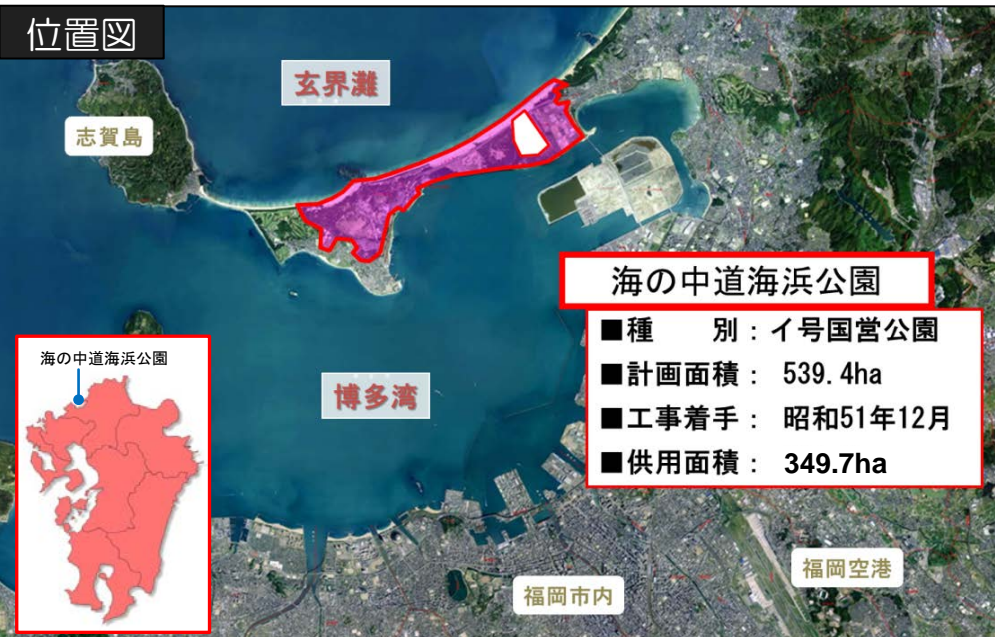 位置図
玄界灘
志賀島
海の中道海浜公園
■種　　別：イ号国営公園
■計画面積： 539.4ha
■工事着手： 昭和51年12月
■供用面積： 349.7ha
海の中道海浜公園
博多湾
福岡空港
福岡市内